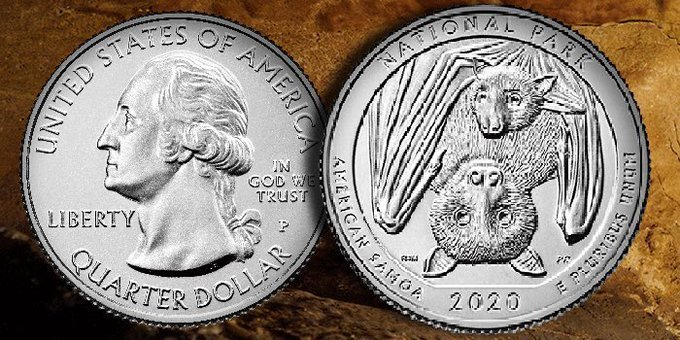 UNITED STATES OF AMERICA
IN
GOD WE
TRUST
LIBERTY
P
QUARTER DOLLAR
NATIONAL PARK
AMERICAN SAMOA
2020
E PLURIBUS UNUM